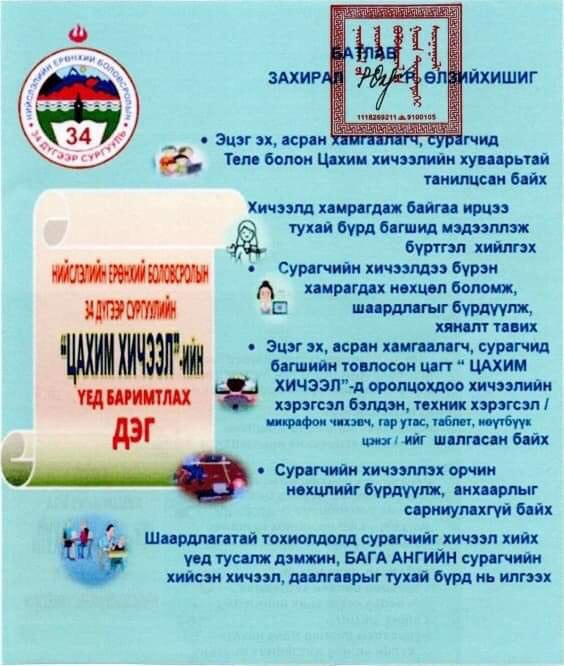 НИЙСЛЭЛИЙН ЕРӨНХИЙ БОЛОВСРОЛЫН
34
34 ДҮГЭЭР СУРГУУЛЬ
БАТЛАВ
ЗАХИРАЛ Р ӨЛЗИЙХИШИГ
1118269211 9100105
• Эцэг эх, асран хамгаалагч, сурагчид
Теле болон Цахим хичээлийн хуваарьтай
танилцсан байх
Хичээлд хамрагдаж байгаа ирцээ
тухай бүрд багшид мэдээллэж
бүртгэл хийлгэх
• Сурагчийн хичээлдээ бүрэн
хамрагдах нөхцөл боломж,
шаардлагыг бүрдүүлж,
хяналт тавих
• Эцэг эх, асран хамгаалагч, сурагчид
багшийн товлосон цагт “ ЦАХИМ
ХИЧЭЭЛ”-д оролцохдоо хичээлийн
хэрэгсэл бэлдэн, техник хэрэгсэл /
микрофон чихэвч, гар утас, таблет, нөүтбүүк
цэнэг / -ийг шалгасан байх
• Сурагчийн хичээллэх орчин
нөхцлийг бүрдүүлж, анхаарлыг
сарниулахгүй байх
Шаардлагатай тохиолдолд сурагчийг хичээл хийх
үед тусалж дэмжин, БАГА АНГИЙН сурагчийн
хийсэн хичээл, даалгаврыг тухай бүрд нь илгээх
НИЙСЛЭЛИЙН ЕРӨНХИЙ БОЛОВСРОЛЫН
34 ДҮГЭЭР СУРГУУЛИЙН
“ЦАХИМ ХИЧЭЭЛ”-ИЙН
ҮЕД БАРИМТЛАХ
ДЭГ